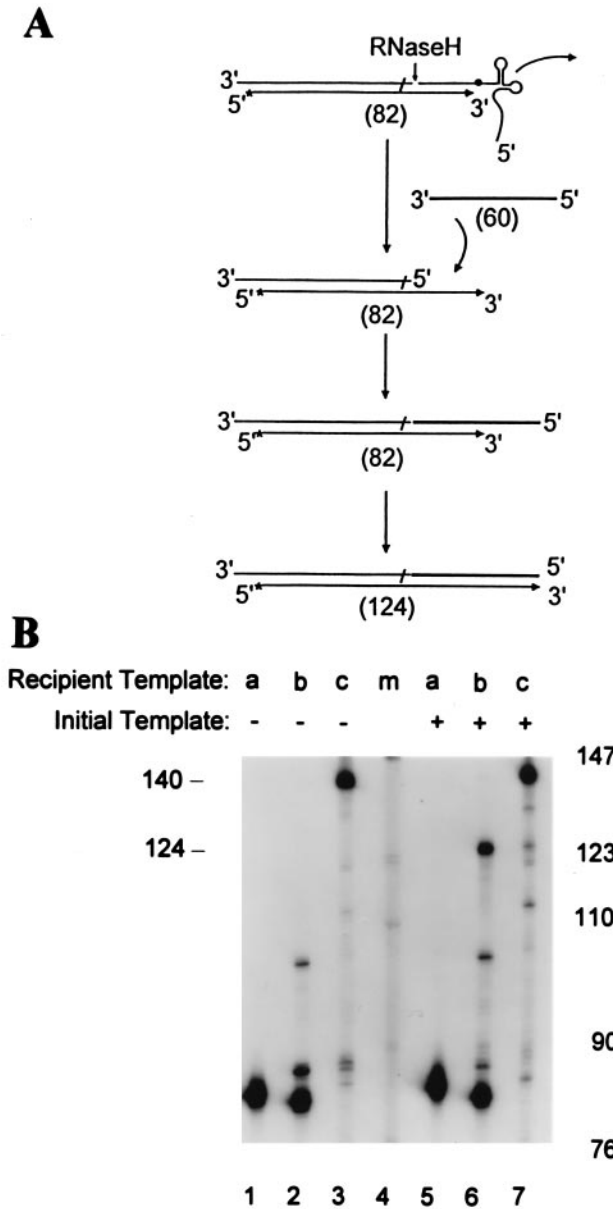 A
RNaseH
3' 5'* (82) 3' 5'
3' (60) 5'
3' 5' 5'* (82) 3'
3' 5' 5'* (82) 3'
3' 5' 5'* (124) 3'
B
Recipient Template: a b c m a b c
Initial Template: - - - + + +
140 – 147
124 – 123
110
90
76
1 2 3 4 5 6 7